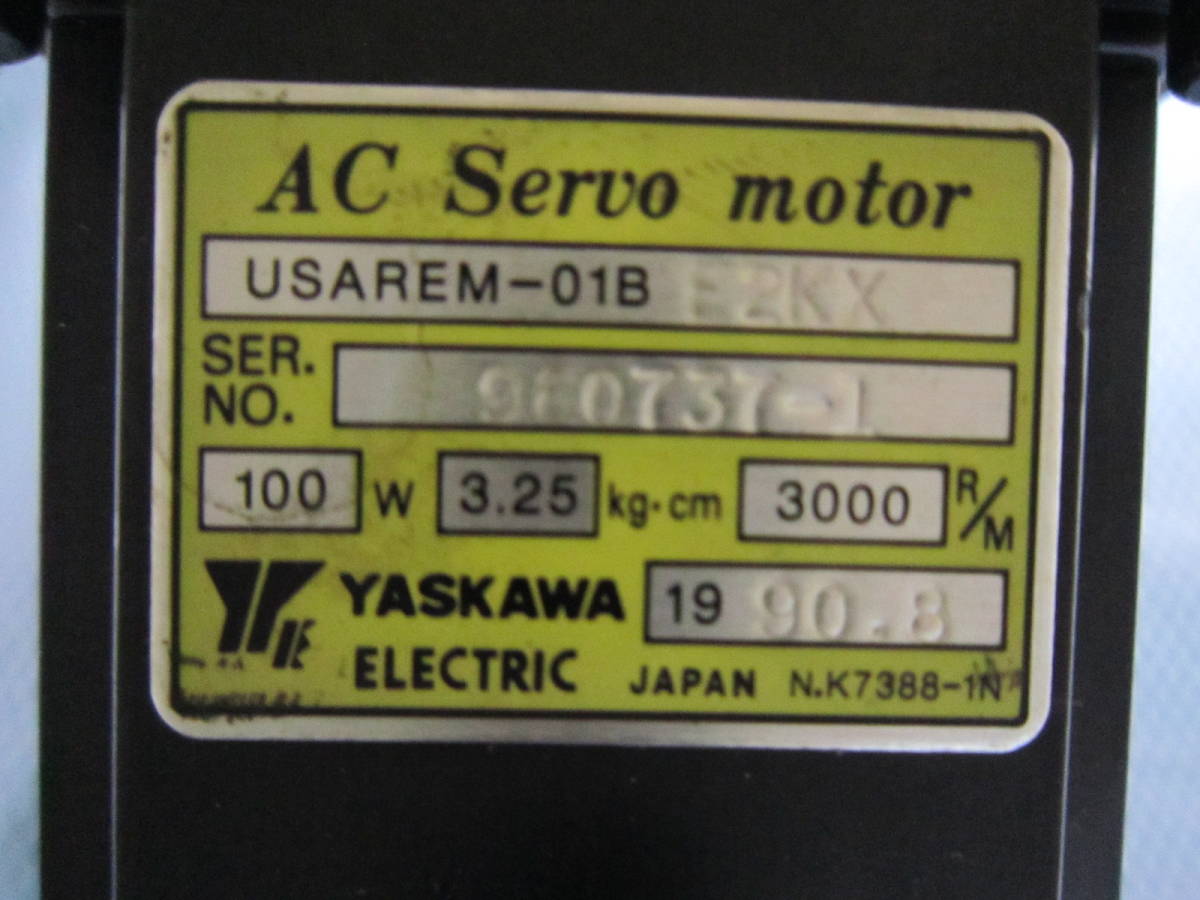 AC Servo motor
USAREM-01B E2KX
SER. NO.
100 W 3.25 kg·cm 3000 R/M
YASKAWA 19 90.8
ELECTRIC JAPAN N.K7388-1N